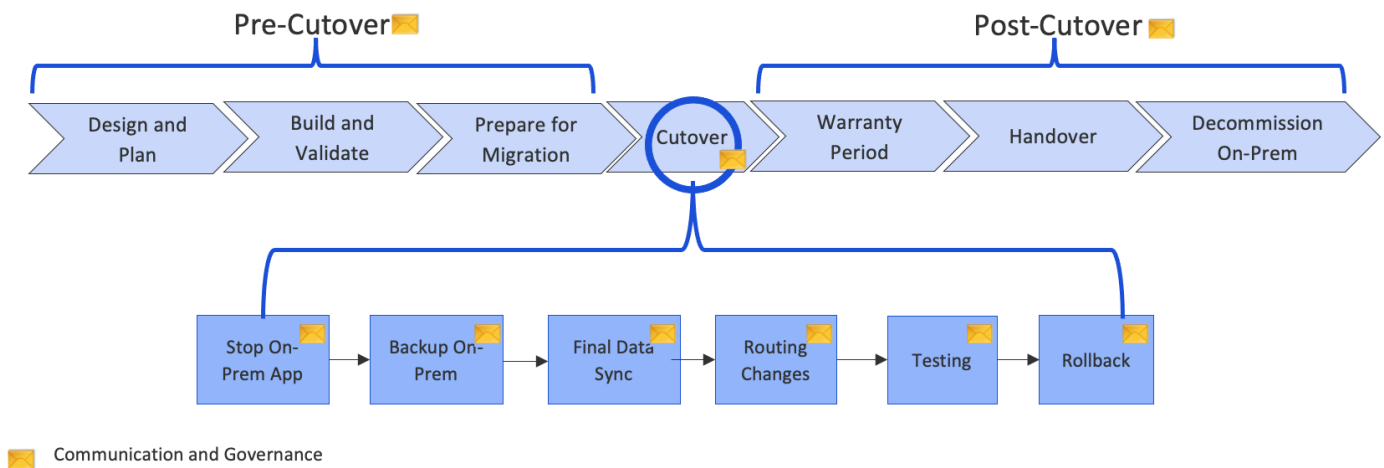 Pre-Cutover
Post-Cutover
Design and
Plan
Build and
Validate
Prepare for
Migration
Cutover
Warranty
Period
Handover
Decommission
On-Prem
Stop On-
Prem App
Backup On-
Prem
Final Data
Sync
Routing
Changes
Testing
Rollback
Communication and Governance